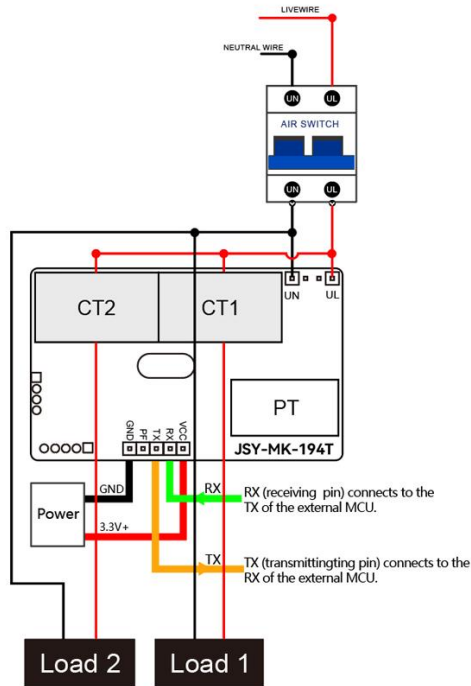 LIVEWIRE
NEUTRAL WIRE
UN UL
AIR SWITCH
UN UL
UN UL
CT2 CT1
PT
GND PF TX RX VCC
JSY-MK-194T
Power
GND
3.3V+
RX
RX (receiving pin) connects to the
TX of the external MCU.
TX
TX (transmittingting pin) connects to the
RX of the external MCU.
Load 2 Load 1